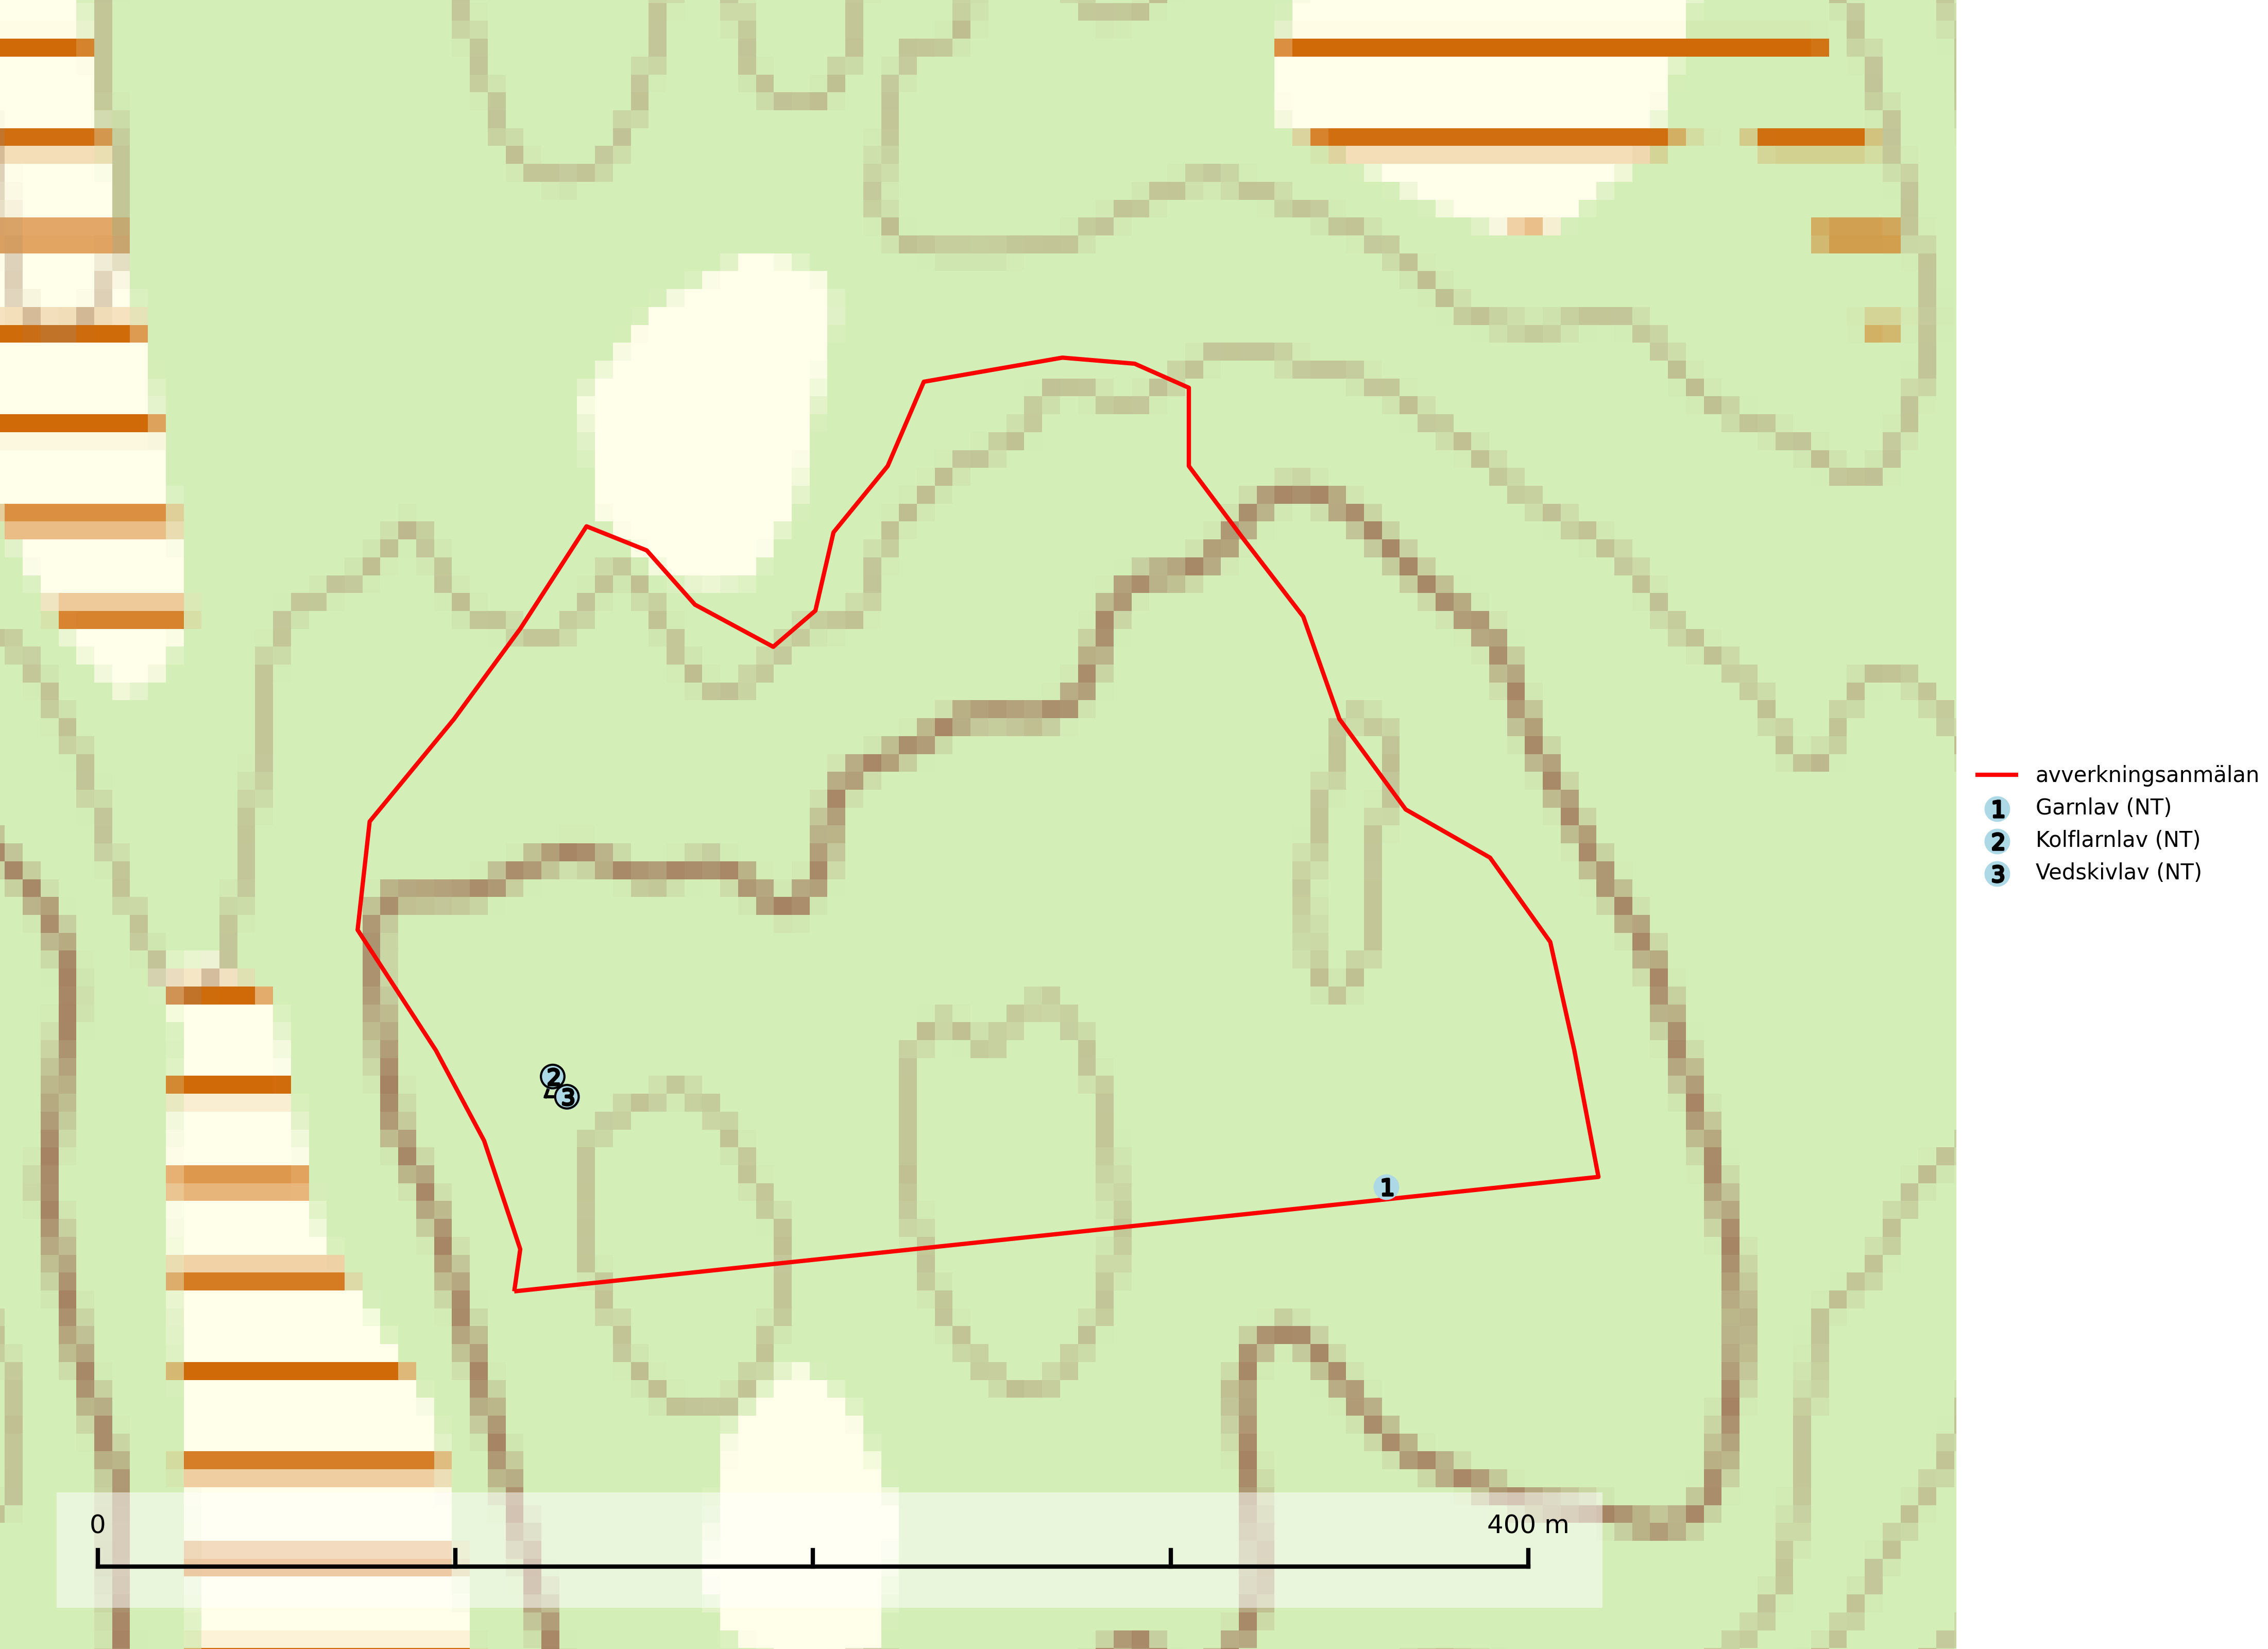 avverkningsanmälan
1 Garnlav (NT)
2 Kolflarnlav (NT)
3 Vedskivlav (NT)
2
3
1
0 400 m